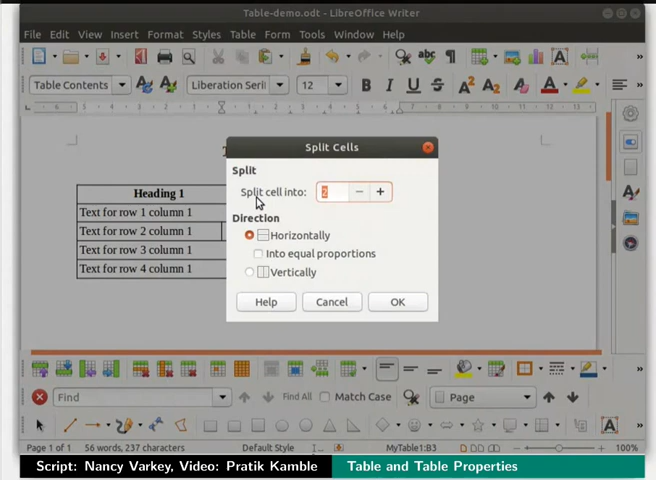 Table-demo.odt - LibreOffice Writer
File Edit View Insert Format Styles Table Form Tools Window Help
Table Contents Liberation Seri 12
Split Cells
Split
Split cell into: 2
Direction
Horizontally
Into equal proportions
Vertically
Help Cancel OK
Heading 1
Text for row 1 column 1
Text for row 2 column 1
Text for row 3 column 1
Text for row 4 column 1
Find Find All Match Case Page
Page 1 of 1 56 words, 237 characters Default Style MyTable1:B3 100%
Script: Nancy Varkey, Video: Pratik Kamble Table and Table Properties